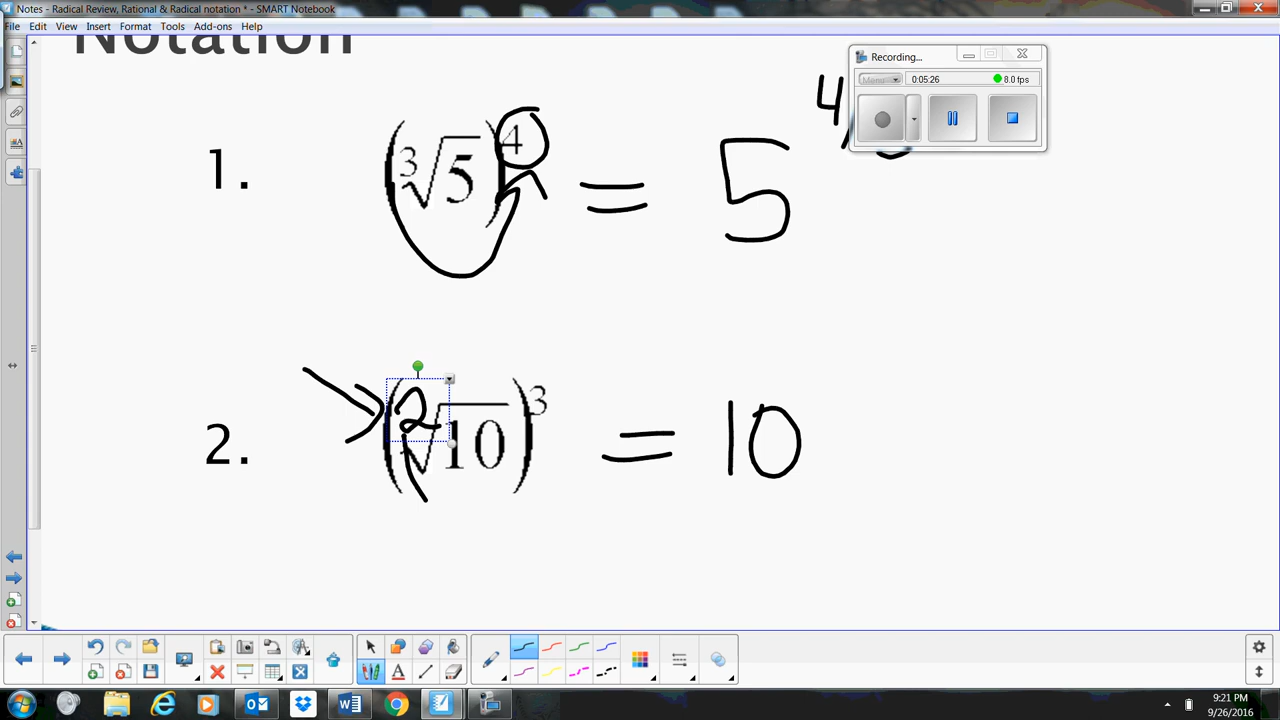 Notes - Radical Review, Rational & Radical notation * - SMART Notebook
File Edit View Insert Format Tools Add-ons Help
Notation
Recording...
Menu 0:05:26 8.0 fps
1. (∛5)^4 = 5^4/
2. (2√10)^3 = 10
9:21 PM
9/26/2016